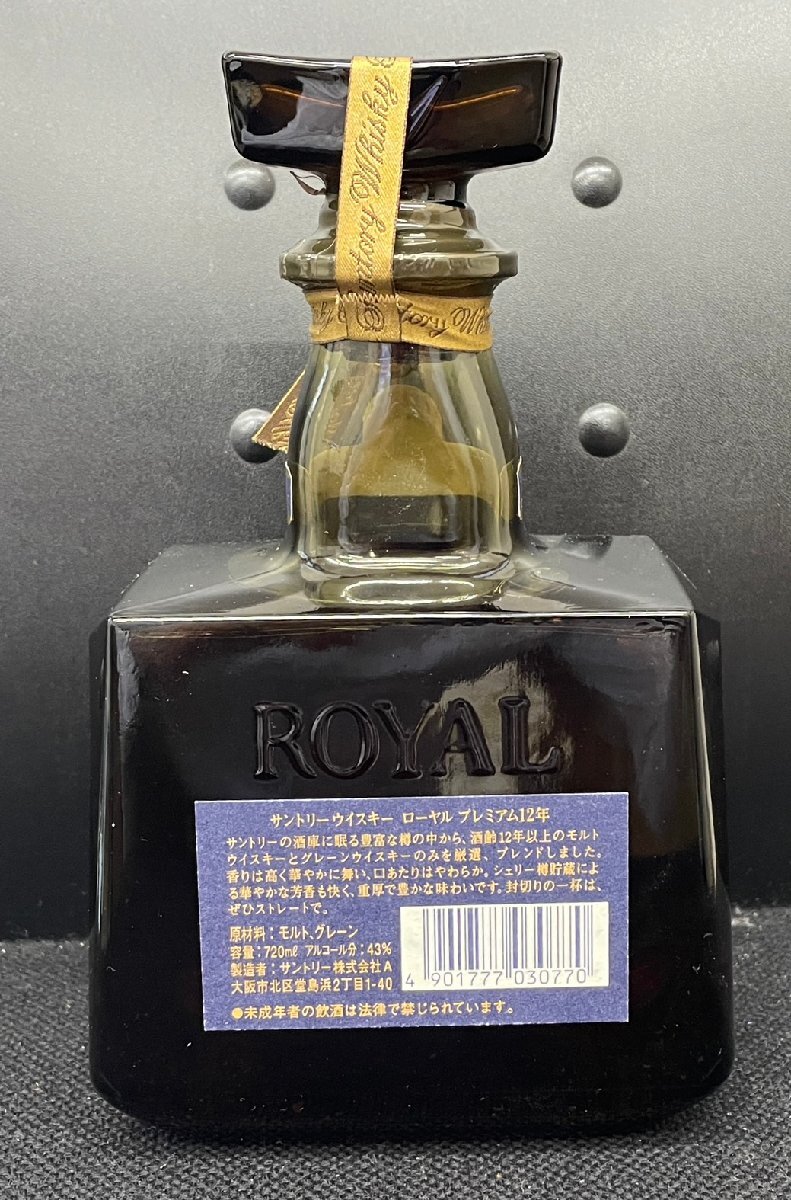 Suntory Whisky
ROYAL
サントリーウイスキー ローヤル プレミアム12年
サントリーの酒庫に眠る豊富な樽の中から、酒齢12年以上のモルト
ウイスキーとグレーンウイスキーのみを厳選、ブレンドしました。
香りは高く華やかに舞い、口あたりはやわらか。シェリー樽貯蔵によ
る華やかな芳香も快く、重厚で豊かな味わいです。封切りの一杯は、
ぜひストレートで。
原材料：モルト、グレーン
容量：720㎖ アルコール分：43%
製造者：サントリー株式会社A
大阪市北区堂島浜2丁目1-40
4 901777 030770
●未成年者の飲酒は法律で禁じられています。